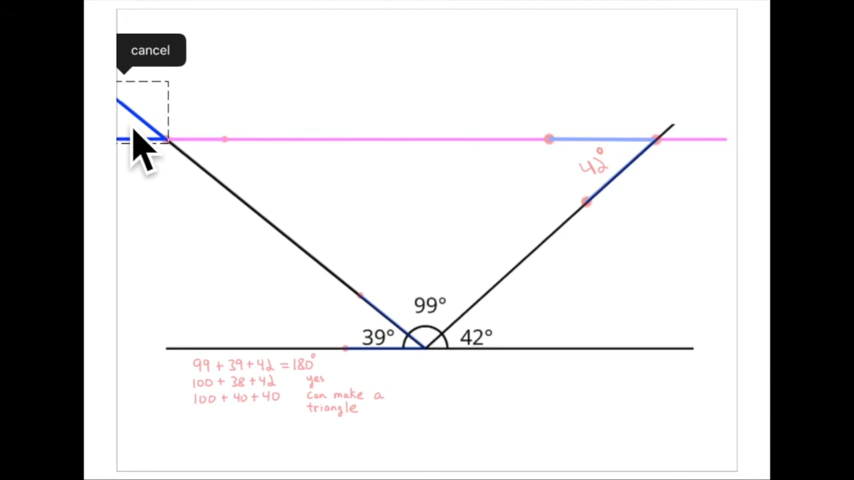 cancel
42°
99°
39°
42°
99 + 39 + 42 = 180°
100 + 38 + 42 yes
100 + 40 + 40 can make a
triangle